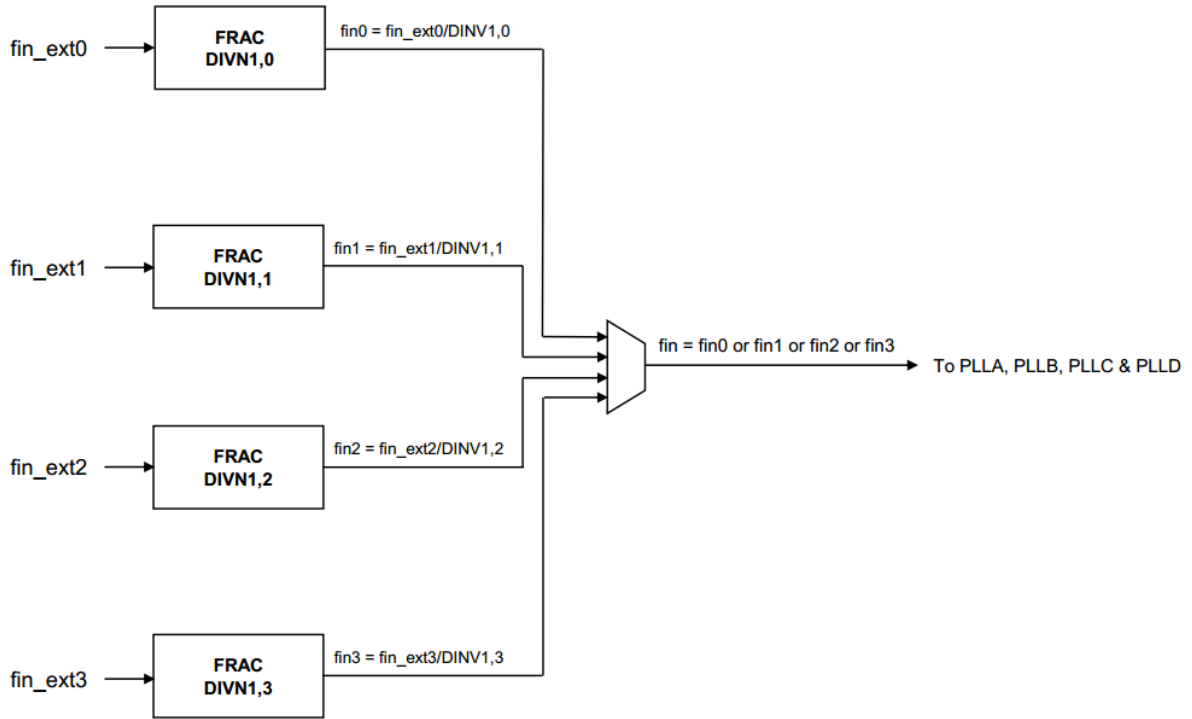 fin_ext0
FRAC
DIVN1,0
fin0 = fin_ext0/DINV1,0
fin_ext1
FRAC
DIVN1,1
fin1 = fin_ext1/DINV1,1
fin = fin0 or fin1 or fin2 or fin3
To PLLA, PLLB, PLLC & PLLD
fin_ext2
FRAC
DIVN1,2
fin2 = fin_ext2/DINV1,2
fin_ext3
FRAC
DIVN1,3
fin3 = fin_ext3/DINV1,3